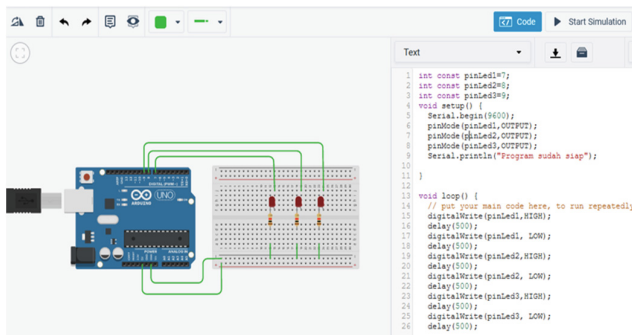 Code
Start Simulation
Text
1 int const pinLed1=7;
2 int const pinLed2=8;
3 int const pinLed3=9;
4 void setup() {
5 Serial.begin(9600);
6 pinMode(pinLed1,OUTPUT);
7 pinMode(pinLed2,OUTPUT);
8 pinMode(pinLed3,OUTPUT);
9 Serial.println("Program sudah siap");
10
11 }
12
13 void loop() {
14 // put your main code here, to run repeatedly
15 digitalWrite(pinLed1,HIGH);
16 delay(500);
17 digitalWrite(pinLed1, LOW);
18 delay(500);
19 digitalWrite(pinLed2,HIGH);
20 delay(500);
21 digitalWrite(pinLed2, LOW);
22 delay(500);
23 digitalWrite(pinLed3,HIGH);
24 delay(500);
25 digitalWrite(pinLed3, LOW);
26 delay(500);
DIGITAL (PWM~)
UNO
ARDUINO
POWER
ANALOG IN